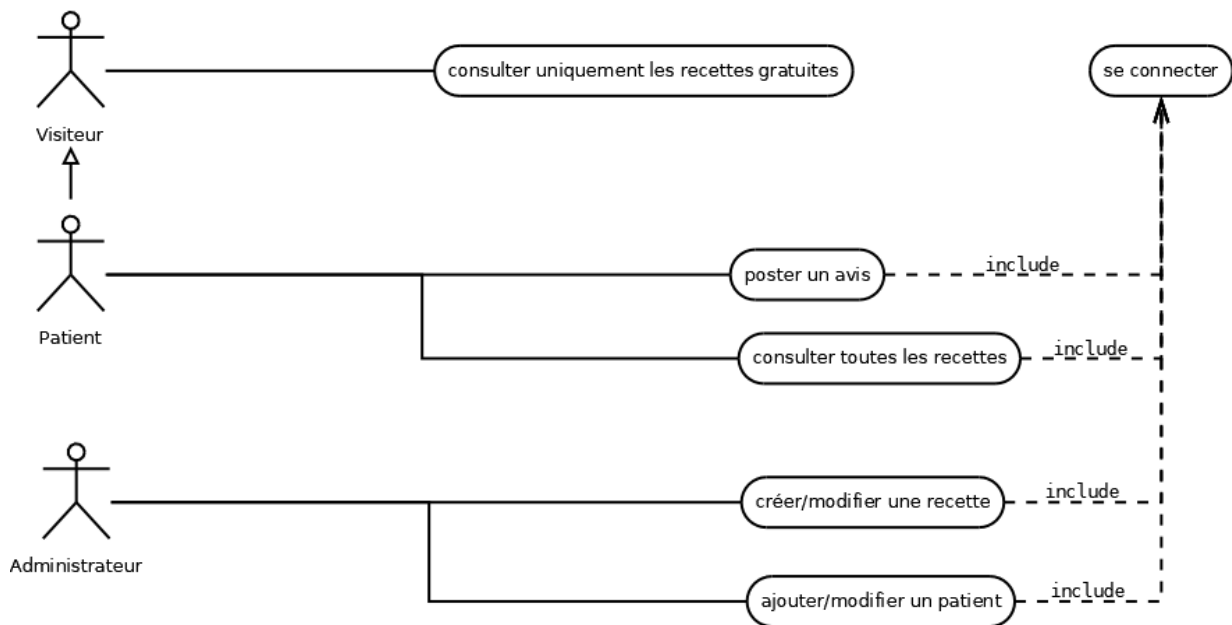 consulter uniquement les recettes gratuites
se connecter
Visiteur
poster un avis
include
Patient
consulter toutes les recettes
include
créer/modifier une recette
include
Administrateur
ajouter/modifier un patient
include